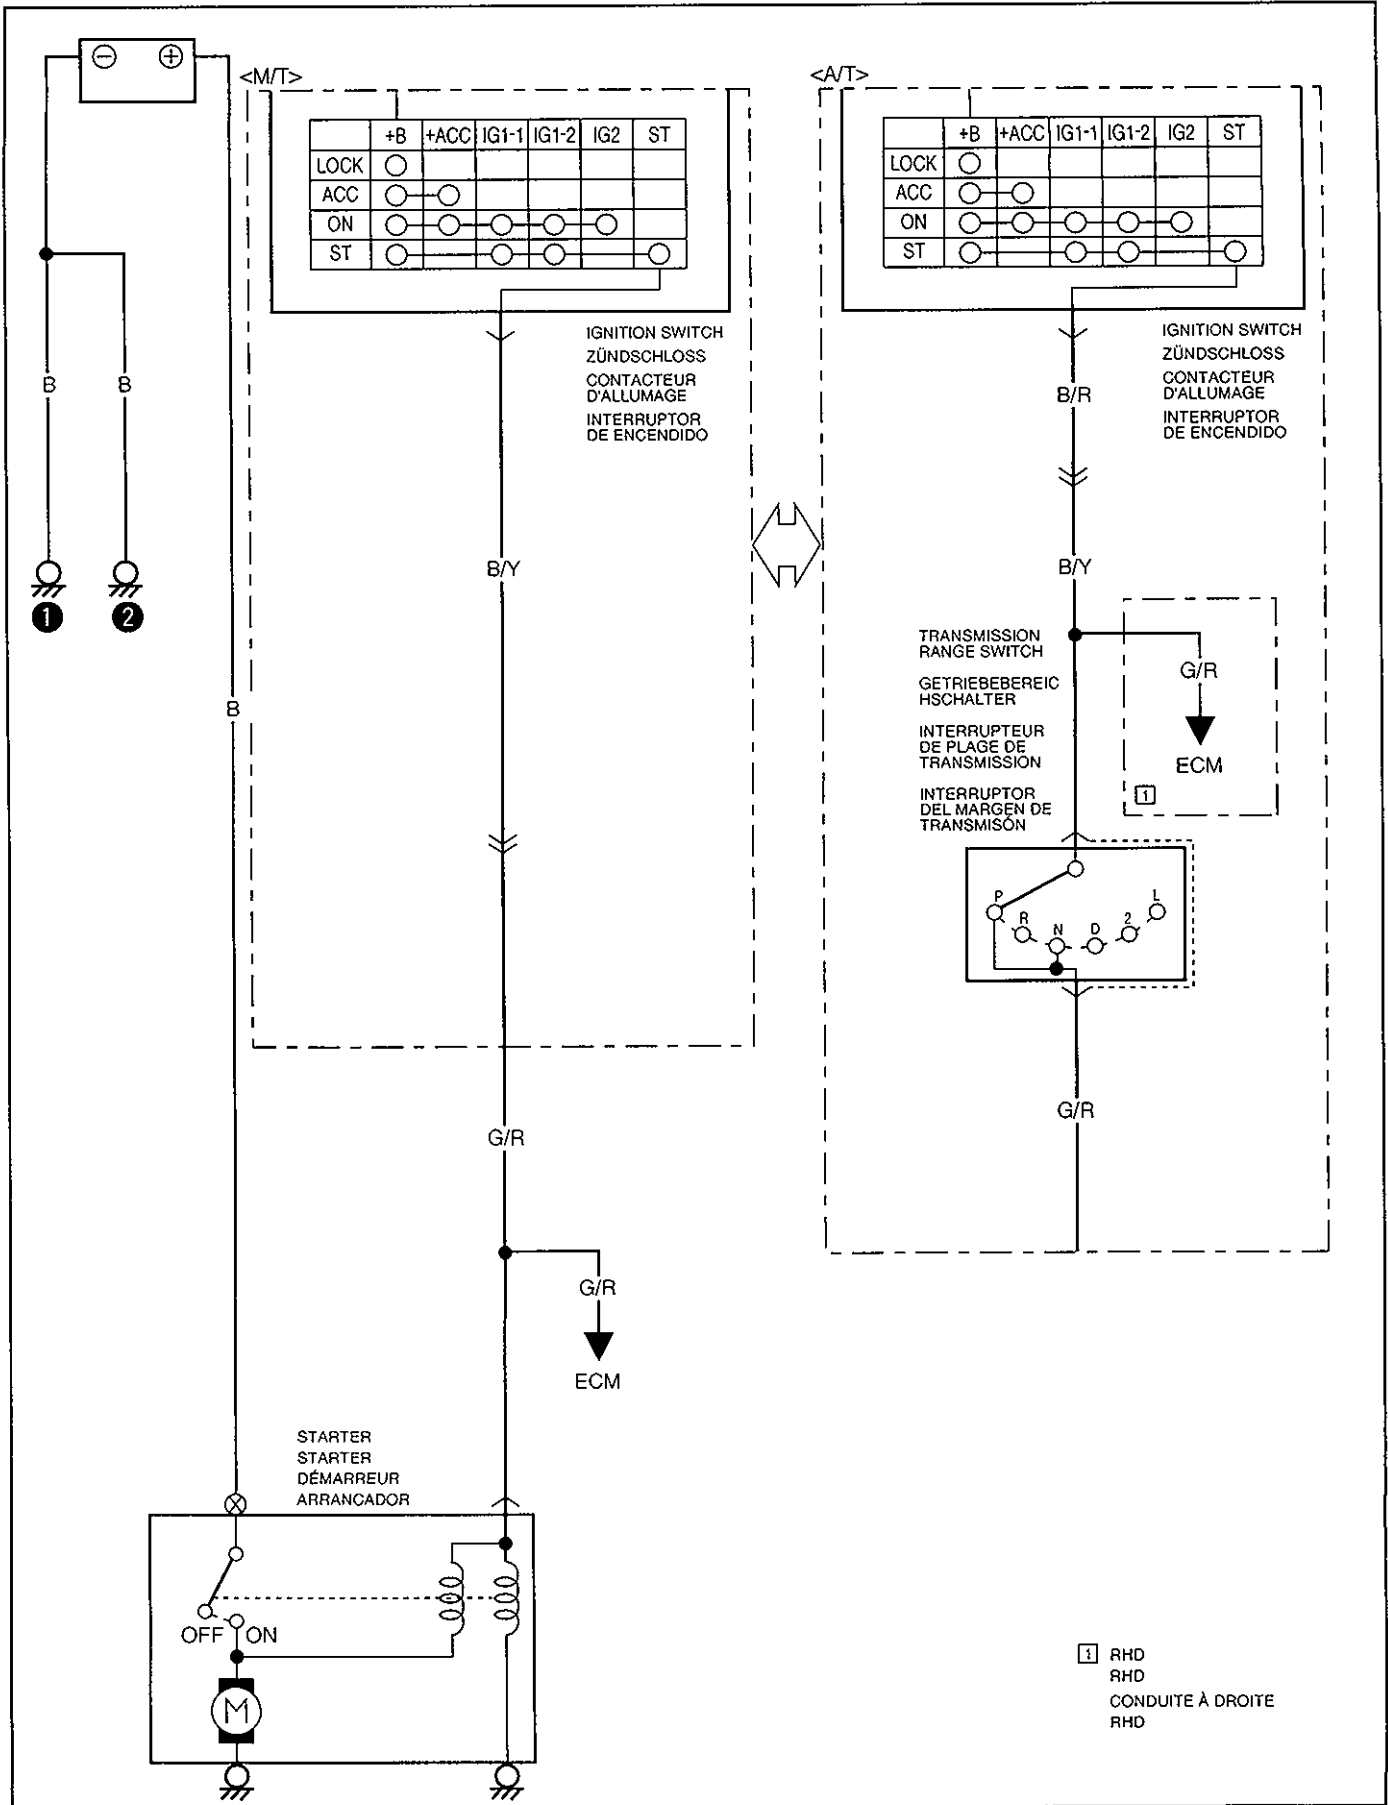 ⊖ ⊕
<M/T>
+B +ACC IG1-1 IG1-2 IG2 ST
LOCK
ACC
ON
ST
IGNITION SWITCH
ZÜNDSCHLOSS
CONTACTEUR
D'ALLUMAGE
INTERRUPTOR
DE ENCENDIDO
<A/T>
+B +ACC IG1-1 IG1-2 IG2 ST
LOCK
ACC
ON
ST
IGNITION SWITCH
ZÜNDSCHLOSS
CONTACTEUR
D'ALLUMAGE
INTERRUPTOR
DE ENCENDIDO
B B
1 2
B
B/Y
B/R
B/Y
TRANSMISSION
RANGE SWITCH
GETRIEBEBEREIC
HSCHALTER
INTERRUPTEUR
DE PLAGE DE
TRANSMISSION
INTERRUPTOR
DEL MARGEN DE
TRANSMISÓN
G/R
ECM
1
P R N D 2 L
G/R
G/R
G/R
ECM
STARTER
STARTER
DÉMARREUR
ARRANCADOR
OFF ON
M
1 RHD
RHD
CONDUITE À DROITE
RHD